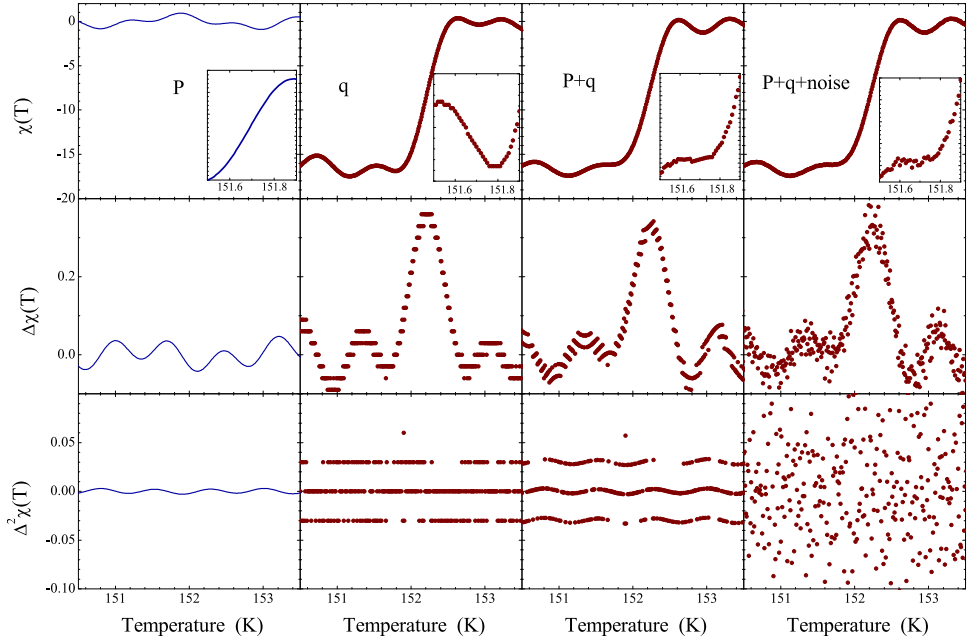 0
-5
-10
-15
-20
χ(T)
P
q
P+q
P+q+noise
151.6 151.8
151.6 151.8
151.6 151.8
151.6 151.8
0.2
0.0
Δχ(T)
0.05
0.00
-0.05
-0.10
Δ²χ(T)
151 152 153 151 152 153 151 152 153 151 152 153
Temperature (K) Temperature (K) Temperature (K) Temperature (K)